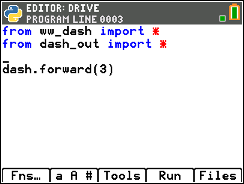 EDITOR: DRIVE
PROGRAM LINE 0003
from ww_dash import *
from dash_out import *
_
dash.forward(3)
Fns… a A # Tools Run Files